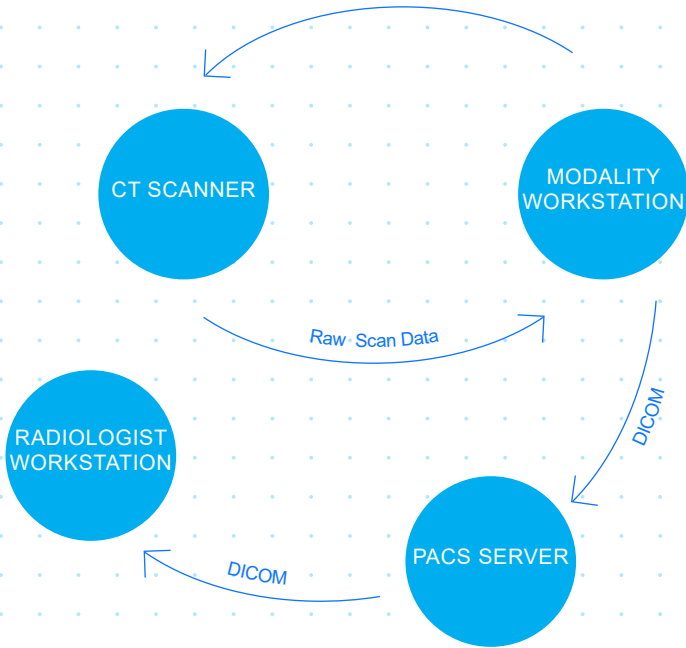 CT SCANNER
MODALITY
WORKSTATION
Raw Scan Data
DICOM
RADIOLOGIST
WORKSTATION
PACS SERVER
DICOM